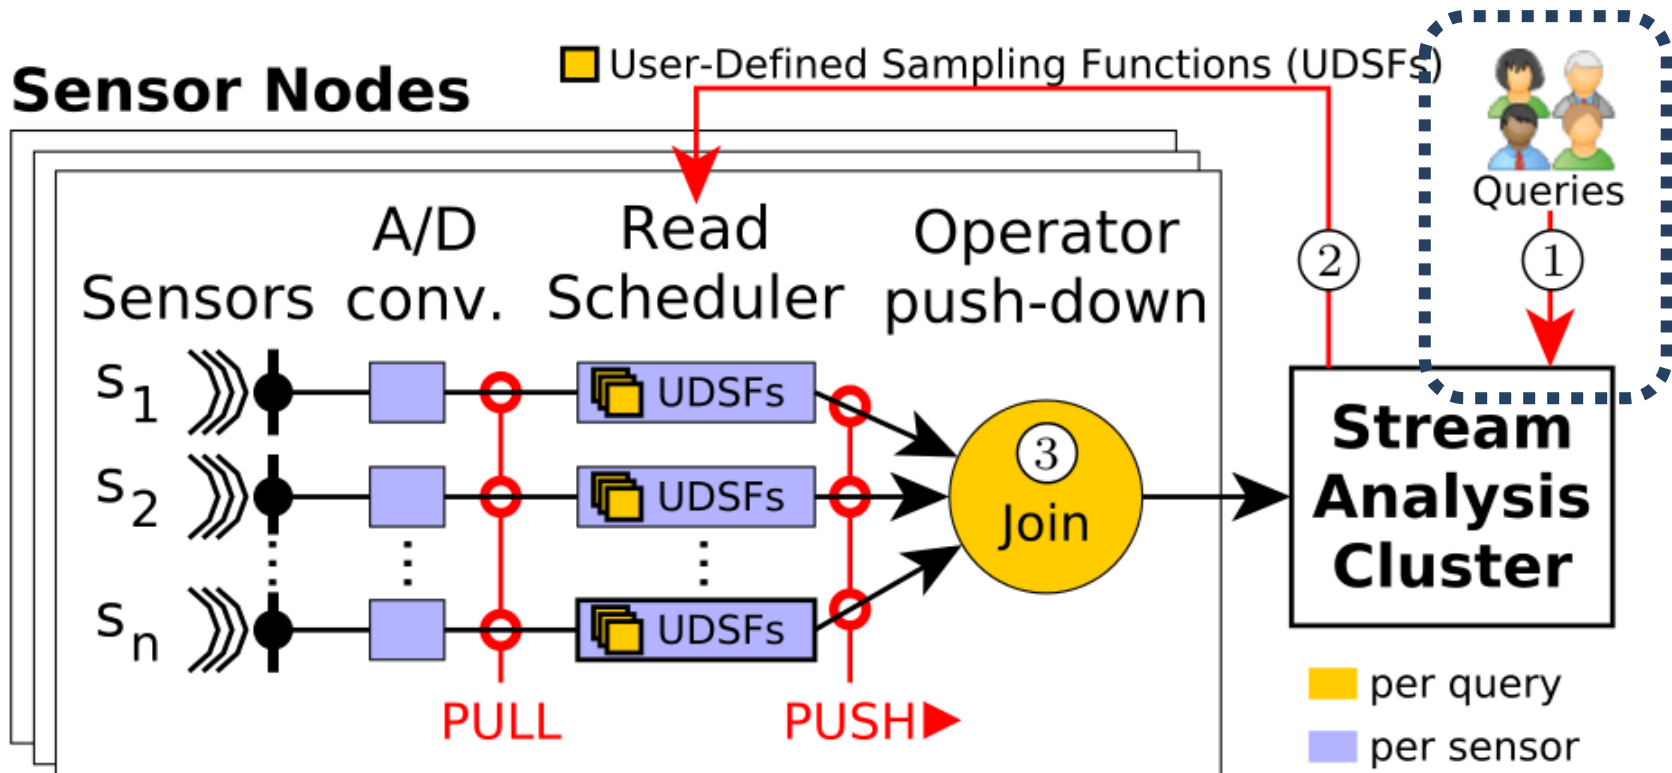 User-Defined Sampling Functions (UDSFs)
Sensor Nodes
Queries
2
1
A/D
conv.
Read
Scheduler
Operator
push-down
Sensors
s1
UDSFs
s2
UDSFs
sn
UDSFs
3
Join
Stream
Analysis
Cluster
PULL
PUSH
per query
per sensor